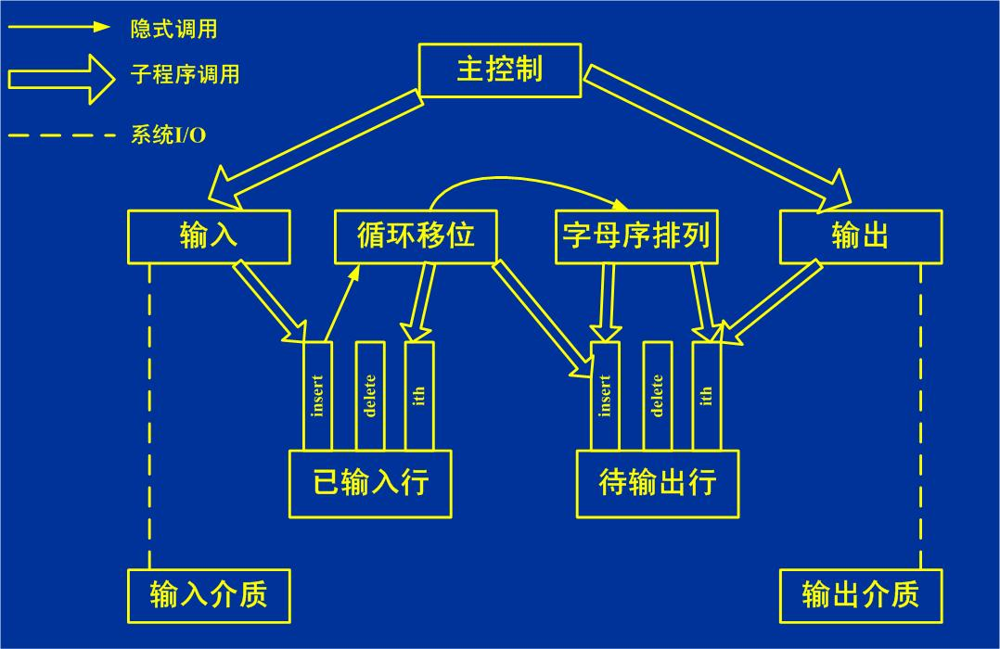 隐式调用
子程序调用
系统I/O
主控制
输入
循环移位
字母序排列
输出
insert
delete
ith
insert
delete
ith
已输入行
待输出行
输入介质
输出介质